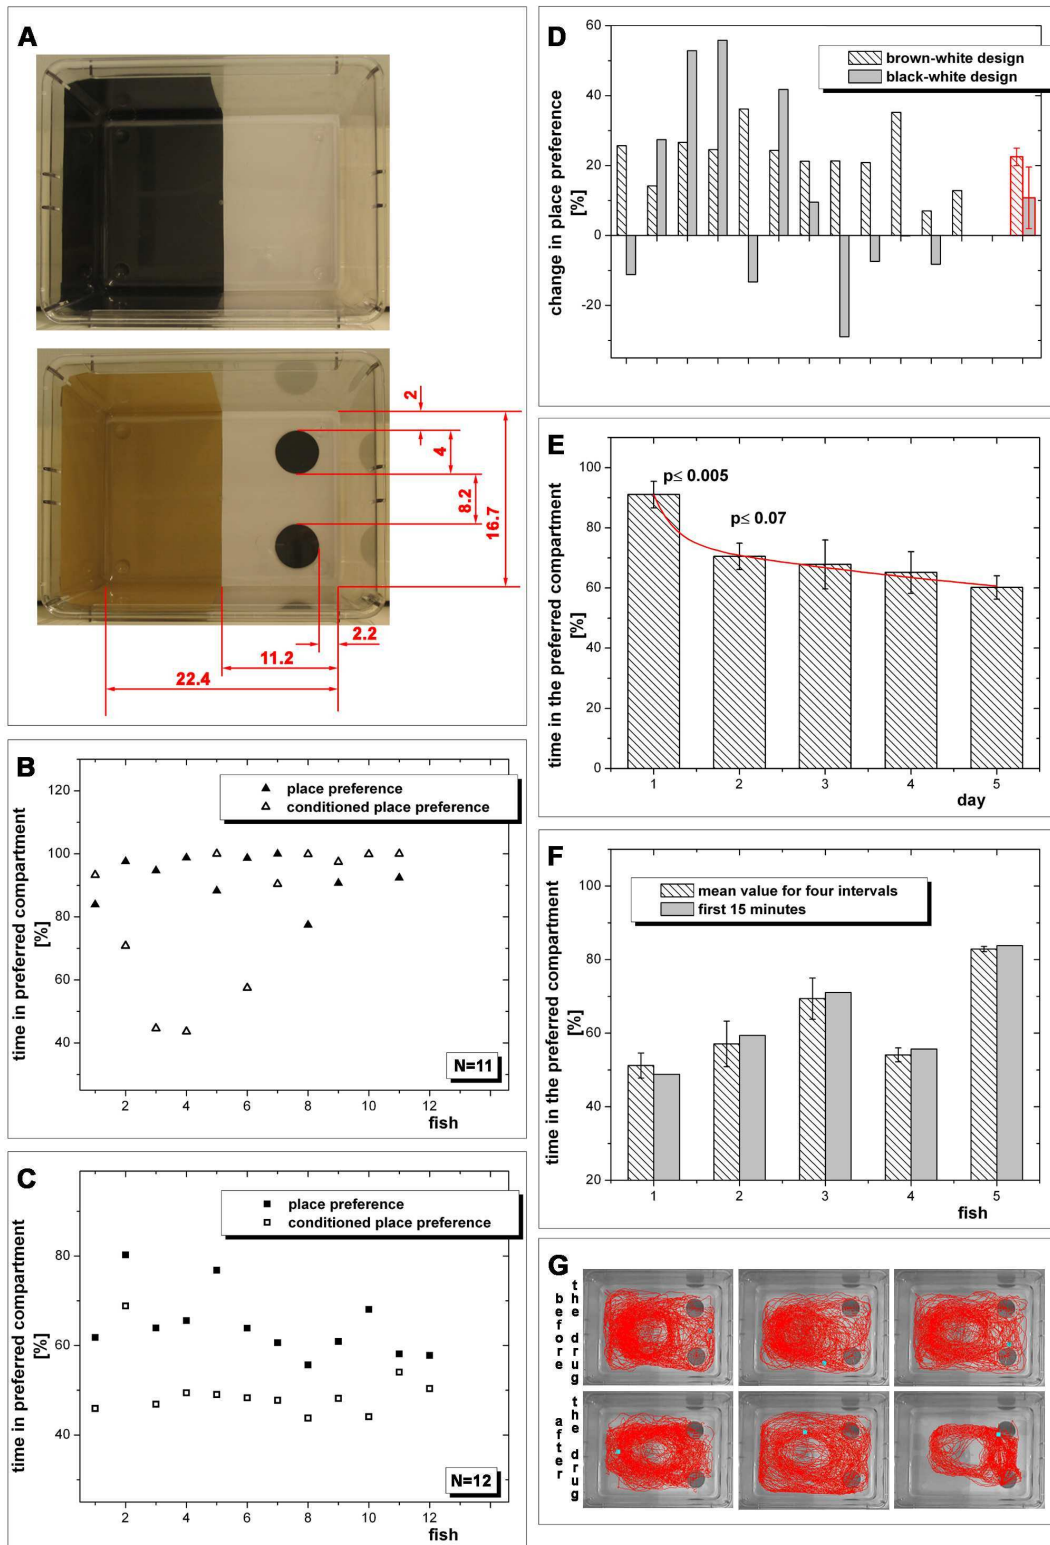 A
2
4
8.2
16.7
2.2
11.2
22.4
B
time in preferred compartment
[%]
120
100
80
60
40
place preference
conditioned place preference
N=11
2
4
6
8
10
12
fish
C
time in preferred compartment
[%]
80
60
40
place preference
conditioned place preference
N=12
2
4
6
8
10
12
fish
D
change in place preference
[%]
60
40
20
0
-20
brown-white design
black-white design
E
time in the preferred compartment
[%]
100
80
60
40
20
0
p≤ 0.005
p≤ 0.07
1
2
3
4
5
day
F
time in the preferred compartment
[%]
100
80
60
40
20
mean value for four intervals
first 15 minutes
1
2
3
4
5
fish
G
before
the drug
after
the drug